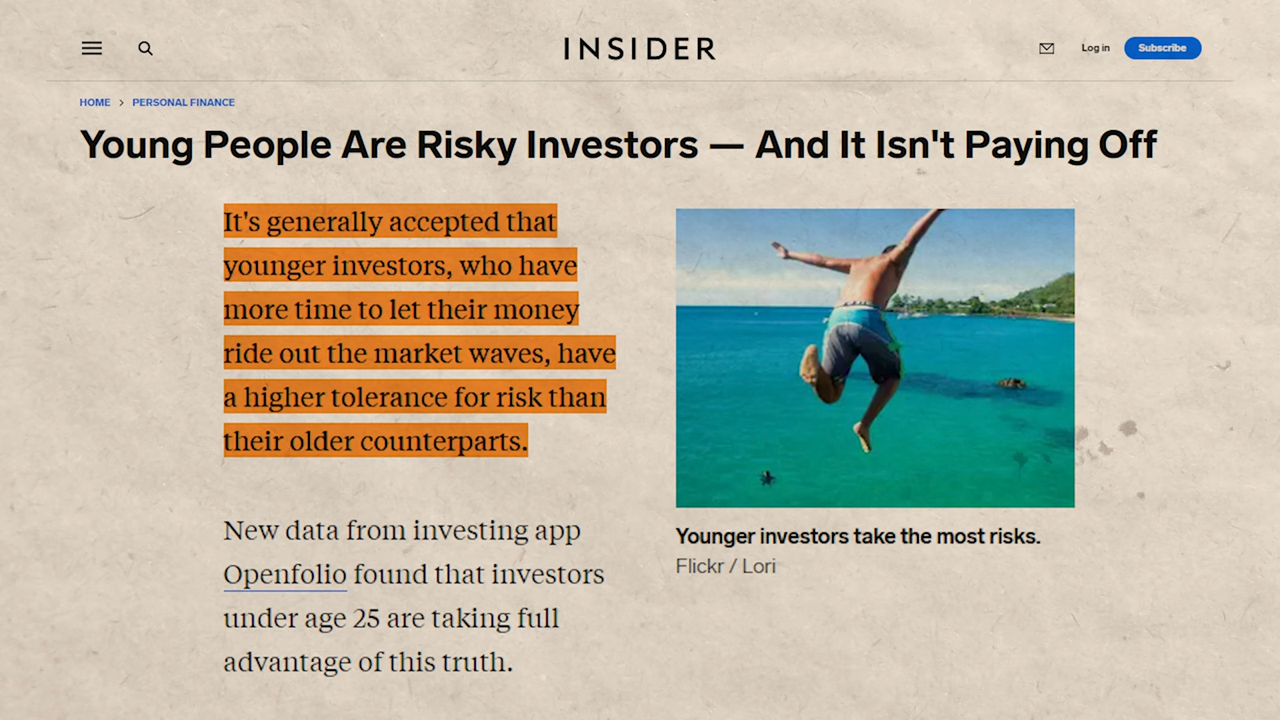 INSIDER
Log in
Subscribe
HOME > PERSONAL FINANCE
Young People Are Risky Investors — And It Isn't Paying Off
It's generally accepted that
younger investors, who have
more time to let their money
ride out the market waves, have
a higher tolerance for risk than
their older counterparts.
New data from investing app
Openfolio found that investors
under age 25 are taking full
advantage of this truth.
Younger investors take the most risks.
Flickr / Lori